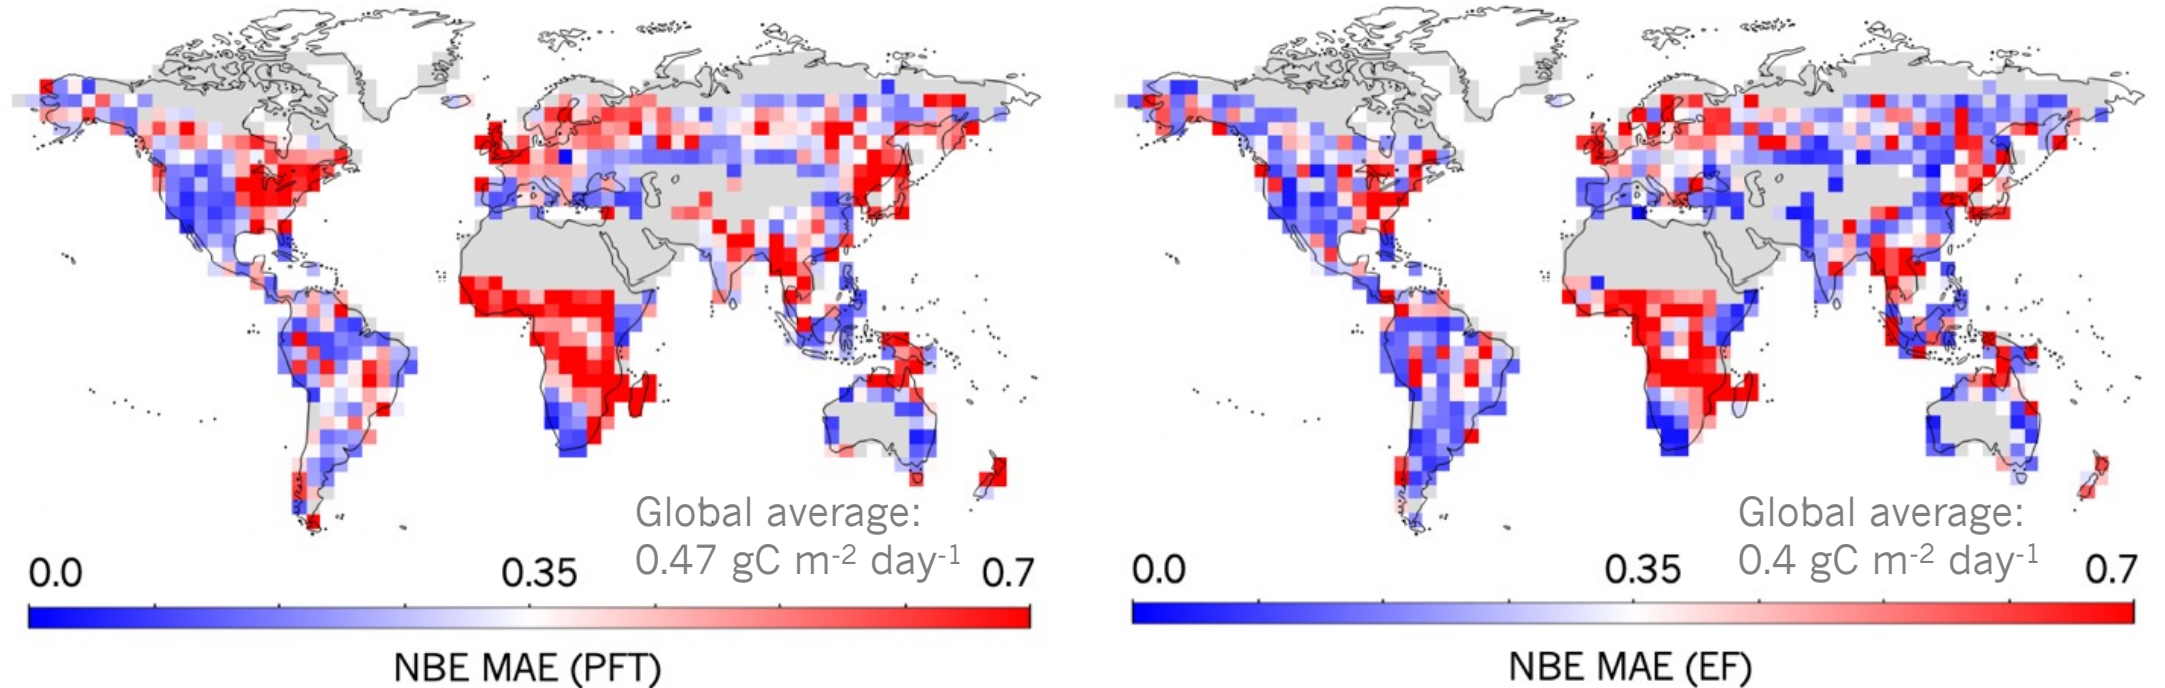 Global average:
0.47 gC m-2 day-1
0.0 0.35 0.7
NBE MAE (PFT)
Global average:
0.4 gC m-2 day-1
0.0 0.35 0.7
NBE MAE (EF)